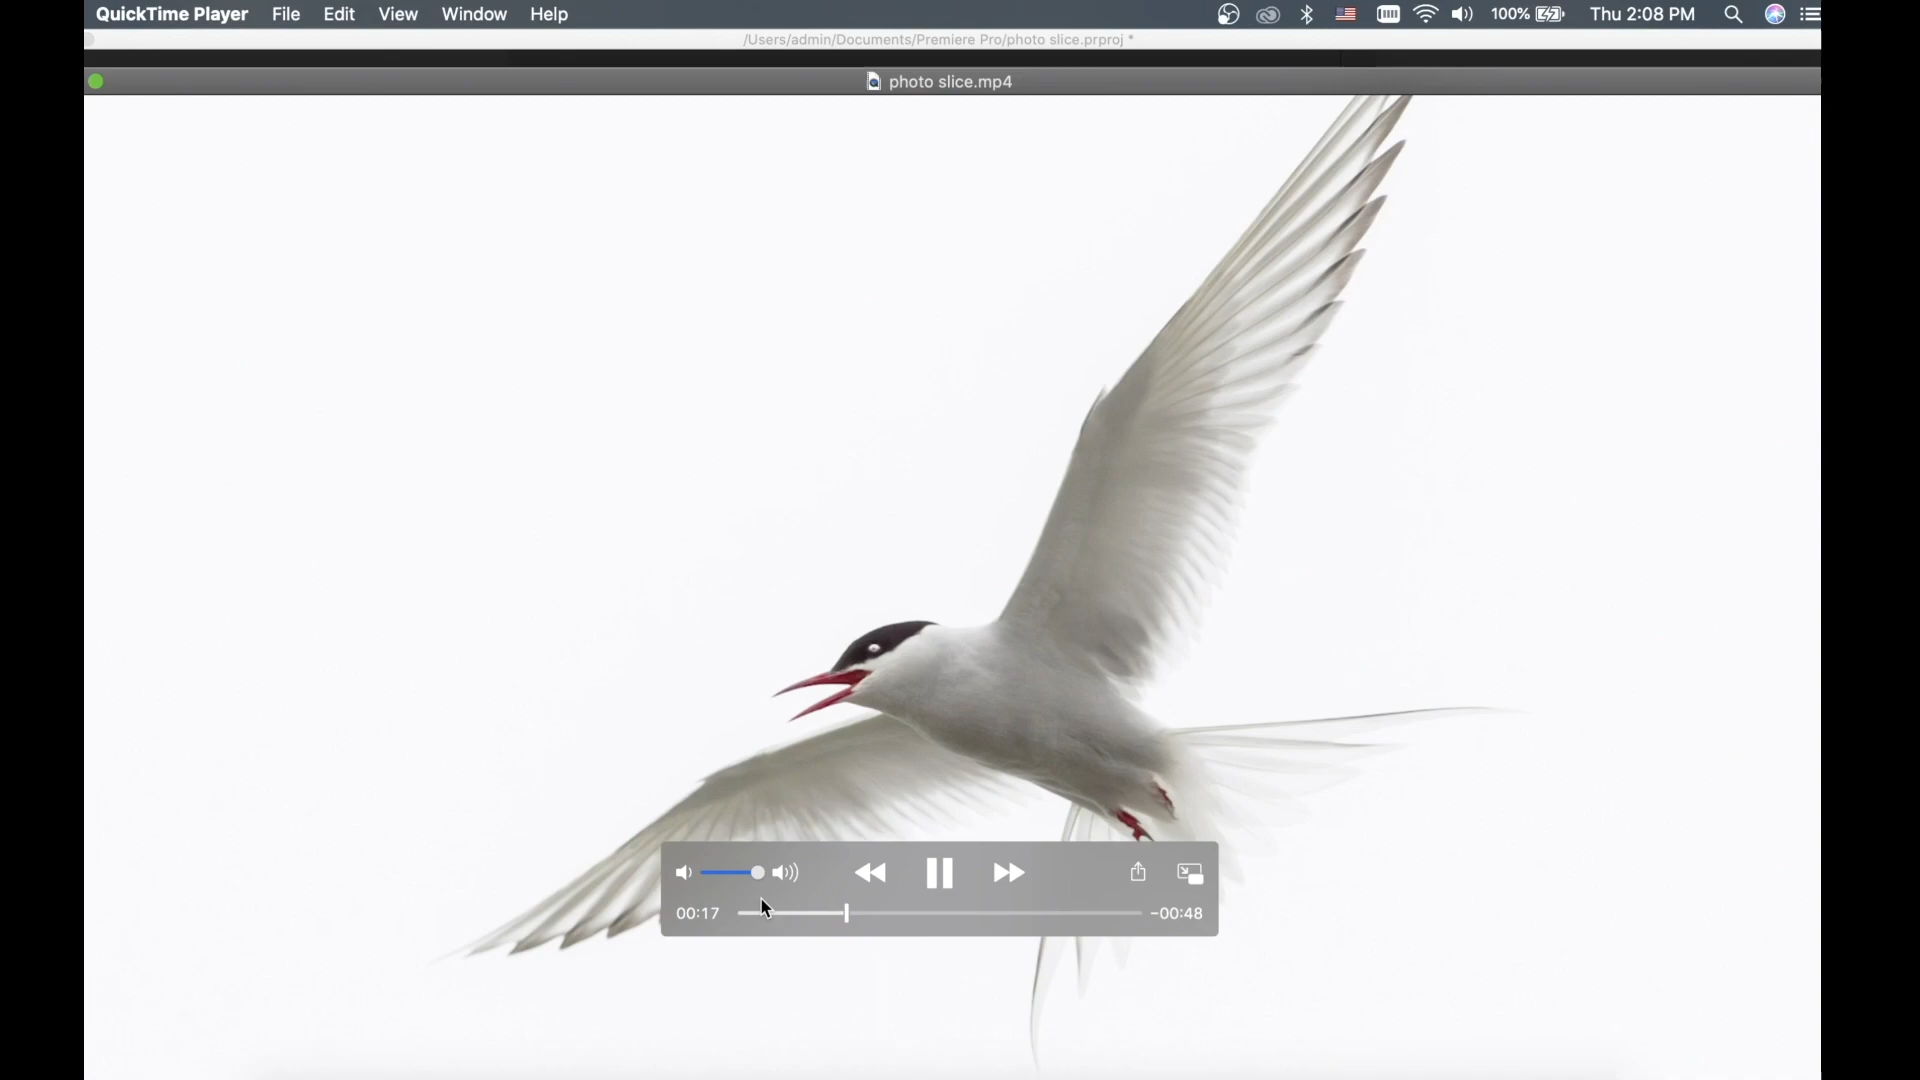 QuickTime Player File Edit View Window Help 100% Thu 2:08 PM
/Users/admin/Documents/Premiere Pro/photo slice.prproj *
photo slice.mp4
00:17 -00:48